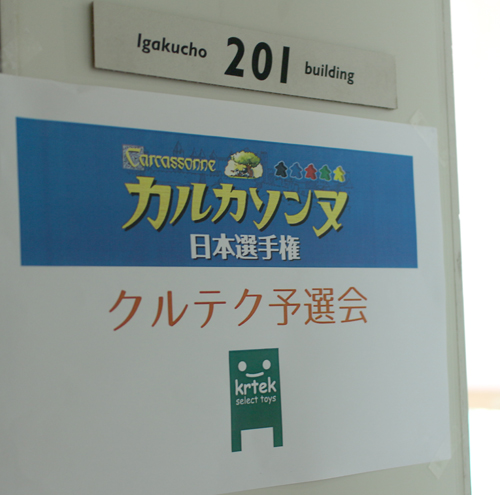 Igakucho 201 building
Carcassonne
カルカソンヌ
日本選手権
クルテク予選会
krtek
select toys